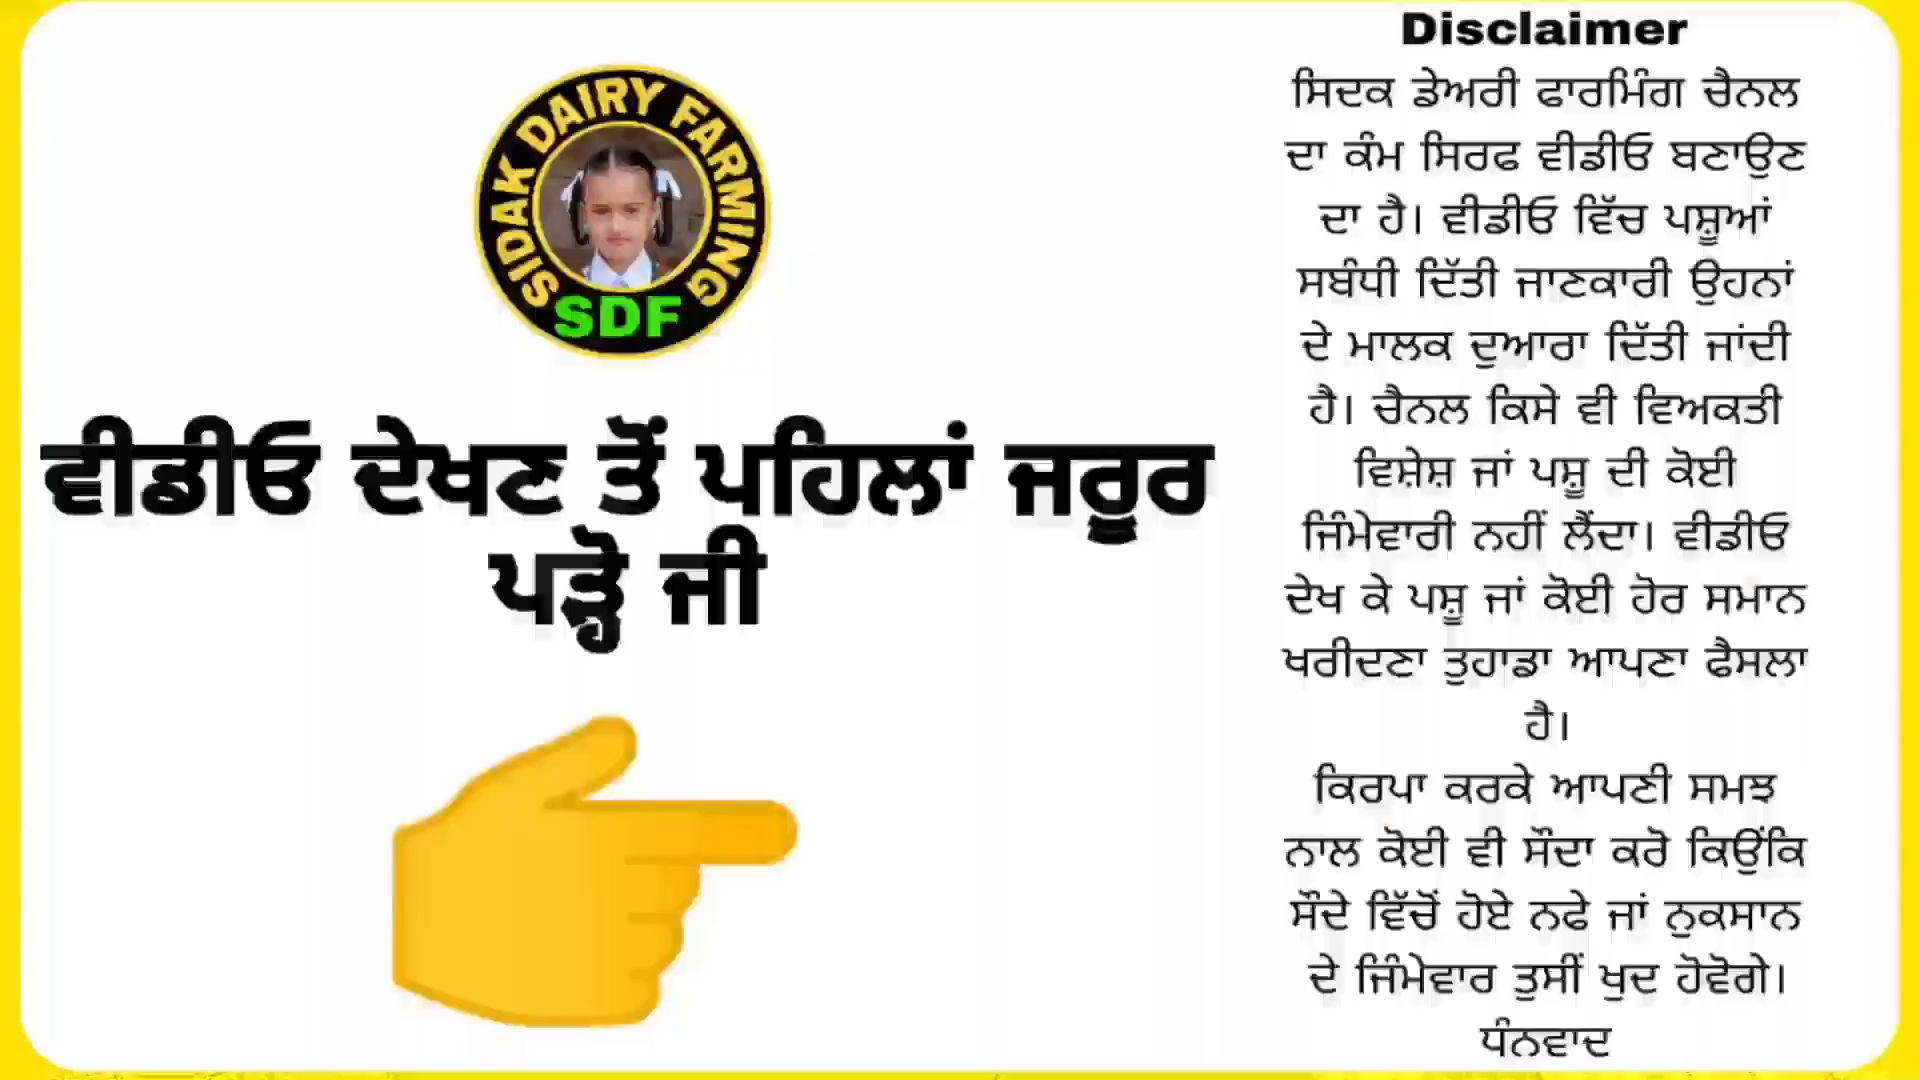 SIDAK DAIRY FARMING
SDF
ਵੀਡੀਓ ਦੇਖਣ ਤੋਂ ਪਹਿਲਾਂ ਜਰੂਰ
ਪੜ੍ਹੋ ਜੀ
Disclaimer
ਸਿਦਕ ਡੇਅਰੀ ਫਾਰਮਿੰਗ ਚੈਨਲ
ਦਾ ਕੰਮ ਸਿਰਫ ਵੀਡੀਓ ਬਣਾਉਣ
ਦਾ ਹੈ। ਵੀਡੀਓ ਵਿੱਚ ਪਸ਼ੂਆਂ
ਸਬੰਧੀ ਦਿੱਤੀ ਜਾਣਕਾਰੀ ਉਹਨਾਂ
ਦੇ ਮਾਲਕ ਦੁਆਰਾ ਦਿੱਤੀ ਜਾਂਦੀ
ਹੈ। ਚੈਨਲ ਕਿਸੇ ਵੀ ਵਿਅਕਤੀ
ਵਿਸ਼ੇਸ਼ ਜਾਂ ਪਸ਼ੂ ਦੀ ਕੋਈ
ਜਿੰਮੇਵਾਰੀ ਨਹੀਂ ਲੈਂਦਾ। ਵੀਡੀਓ
ਦੇਖ ਕੇ ਪਸ਼ੂ ਜਾਂ ਕੋਈ ਹੋਰ ਸਮਾਨ
ਖਰੀਦਣਾ ਤੁਹਾਡਾ ਆਪਣਾ ਫੈਸਲਾ
ਹੈ।
ਕਿਰਪਾ ਕਰਕੇ ਆਪਣੀ ਸਮਝ
ਨਾਲ ਕੋਈ ਵੀ ਸੌਦਾ ਕਰੋ ਕਿਉਂਕਿ
ਸੌਦੇ ਵਿੱਚੋਂ ਹੋਏ ਨਫੇ ਜਾਂ ਨੁਕਸਾਨ
ਦੇ ਜਿੰਮੇਵਾਰ ਤੁਸੀਂ ਖੁਦ ਹੋਵੋਗੇ।
ਧੰਨਵਾਦ